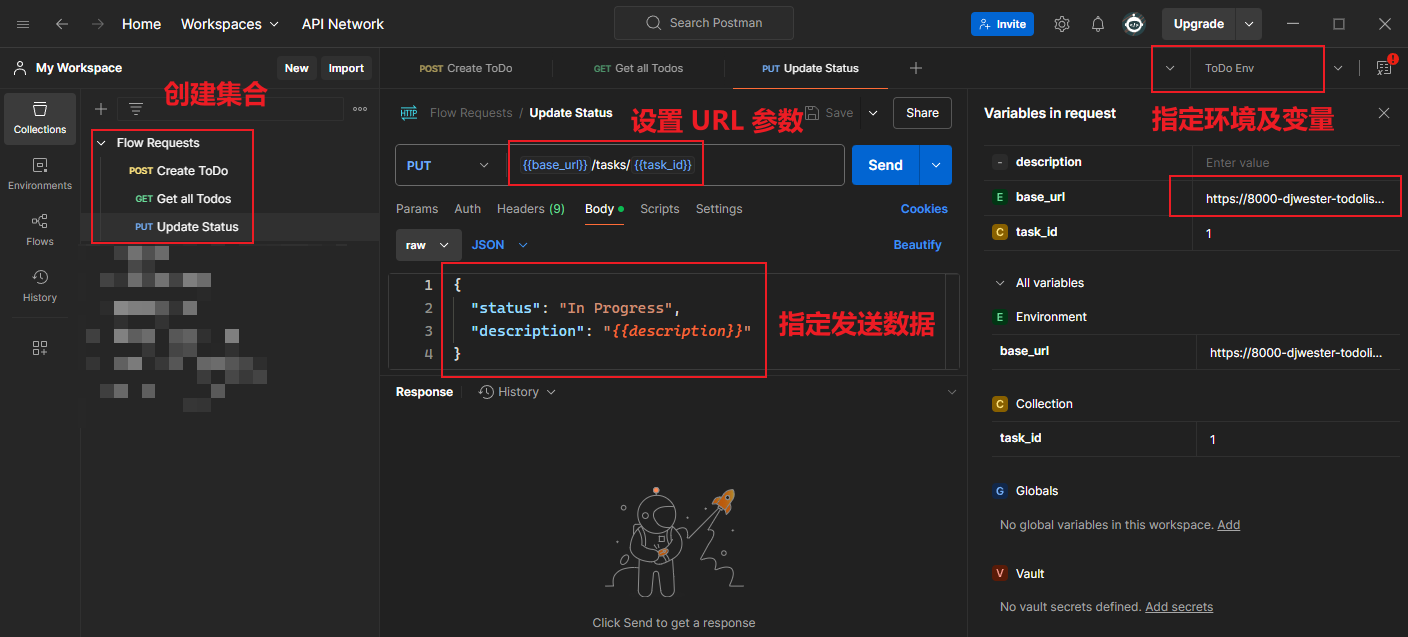 Home Workspaces API Network
Search Postman
Invite
Upgrade
My Workspace
New Import
创建集合
Collections
Environments
Flows
History
Flow Requests
POST Create ToDo
GET Get all Todos
PUT Update Status
POST Create ToDo
GET Get all Todos
PUT Update Status
ToDo Env
HTTP Flow Requests / Update Status
设置 URL 参数
Save
Share
PUT
{{base_url}} /tasks/ {{task_id}}
Send
Params Auth Headers (9) Body Scripts Settings
Cookies
raw JSON
Beautify
1 {
2 "status": "In Progress",
3 "description": "{{description}}"
4 }
指定发送数据
Response
History
Click Send to get a response
Variables in request
指定环境及变量
- description Enter value
E base_url https://8000-djwester-todolis...
C task_id 1
All variables
E Environment
base_url https://8000-djwester-todoli...
C Collection
task_id 1
G Globals
No global variables in this workspace. Add
V Vault
No vault secrets defined. Add secrets